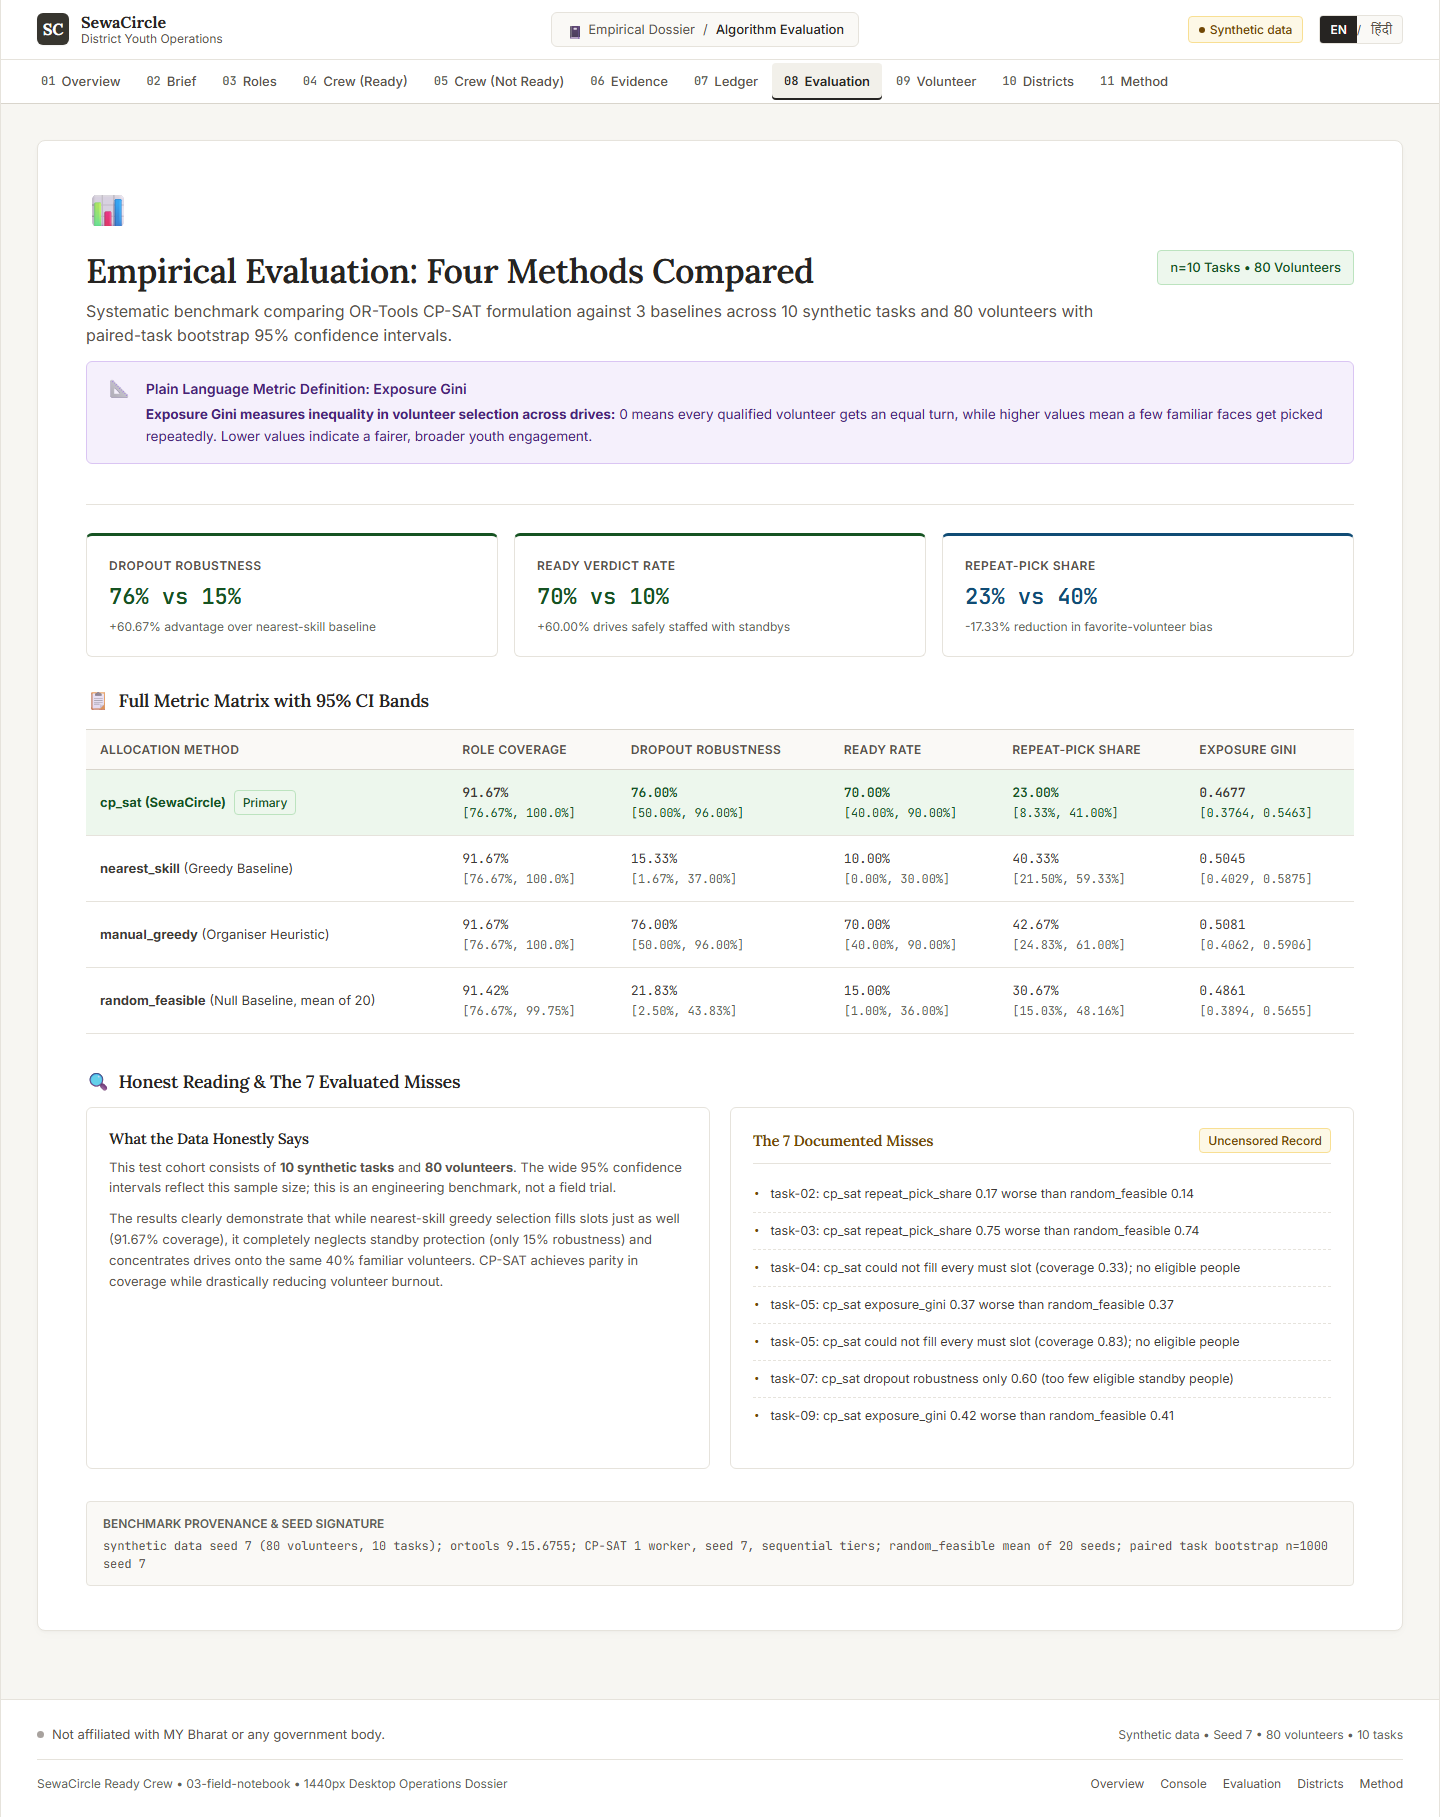 SC
SewaCircle
District Youth Operations
Empirical Dossier / Algorithm Evaluation
Synthetic data
EN / हिंदी
01 Overview
02 Brief
03 Roles
04 Crew (Ready)
05 Crew (Not Ready)
06 Evidence
07 Ledger
08 Evaluation
09 Volunteer
10 Districts
11 Method
Empirical Evaluation: Four Methods Compared
n=10 Tasks • 80 Volunteers
Systematic benchmark comparing OR-Tools CP-SAT formulation against 3 baselines across 10 synthetic tasks and 80 volunteers with
paired-task bootstrap 95% confidence intervals.
Plain Language Metric Definition: Exposure Gini
Exposure Gini measures inequality in volunteer selection across drives: 0 means every qualified volunteer gets an equal turn, while higher values mean a few familiar faces get picked
repeatedly. Lower values indicate a fairer, broader youth engagement.
DROPOUT ROBUSTNESS
76% vs 15%
+60.67% advantage over nearest-skill baseline
READY VERDICT RATE
70% vs 10%
+60.00% drives safely staffed with standbys
REPEAT-PICK SHARE
23% vs 40%
-17.33% reduction in favorite-volunteer bias
Full Metric Matrix with 95% CI Bands
ALLOCATION METHOD ROLE COVERAGE DROPOUT ROBUSTNESS READY RATE REPEAT-PICK SHARE EXPOSURE GINI
cp_sat (SewaCircle) Primary
91.67% 76.00% 70.00% 23.00% 0.4677
[76.67%, 100.0%] [50.00%, 96.00%] [40.00%, 90.00%] [8.33%, 41.00%] [0.3764, 0.5463]
nearest_skill (Greedy Baseline)
91.67% 15.33% 10.00% 40.33% 0.5045
[76.67%, 100.0%] [1.67%, 37.00%] [0.00%, 30.00%] [21.50%, 59.33%] [0.4029, 0.5875]
manual_greedy (Organiser Heuristic)
91.67% 76.00% 70.00% 42.67% 0.5081
[76.67%, 100.0%] [50.00%, 96.00%] [40.00%, 90.00%] [24.83%, 61.00%] [0.4062, 0.5906]
random_feasible (Null Baseline, mean of 20)
91.42% 21.83% 15.00% 30.67% 0.4861
[76.67%, 99.75%] [2.50%, 43.83%] [1.00%, 36.00%] [15.03%, 48.16%] [0.3894, 0.5655]
Honest Reading & The 7 Evaluated Misses
What the Data Honestly Says
This test cohort consists of 10 synthetic tasks and 80 volunteers. The wide 95% confidence
intervals reflect this sample size; this is an engineering benchmark, not a field trial.
The results clearly demonstrate that while nearest-skill greedy selection fills slots just as well
(91.67% coverage), it completely neglects standby protection (only 15% robustness) and
concentrates drives onto the same 40% familiar volunteers. CP-SAT achieves parity in
coverage while drastically reducing volunteer burnout.
The 7 Documented Misses
Uncensored Record
• task-02: cp_sat repeat_pick_share 0.17 worse than random_feasible 0.14
• task-03: cp_sat repeat_pick_share 0.75 worse than random_feasible 0.74
• task-04: cp_sat could not fill every must slot (coverage 0.33); no eligible people
• task-05: cp_sat exposure_gini 0.37 worse than random_feasible 0.37
• task-05: cp_sat could not fill every must slot (coverage 0.83); no eligible people
• task-07: cp_sat dropout robustness only 0.60 (too few eligible standby people)
• task-09: cp_sat exposure_gini 0.42 worse than random_feasible 0.41
BENCHMARK PROVENANCE & SEED SIGNATURE
synthetic data seed 7 (80 volunteers, 10 tasks); ortools 9.15.6755; CP-SAT 1 worker, seed 7, sequential tiers; random_feasible mean of 20 seeds; paired task bootstrap n=1000
seed 7
Not affiliated with MY Bharat or any government body.
Synthetic data • Seed 7 • 80 volunteers • 10 tasks
SewaCircle Ready Crew • 03-field-notebook • 1440px Desktop Operations Dossier
Overview Console Evaluation Districts Method